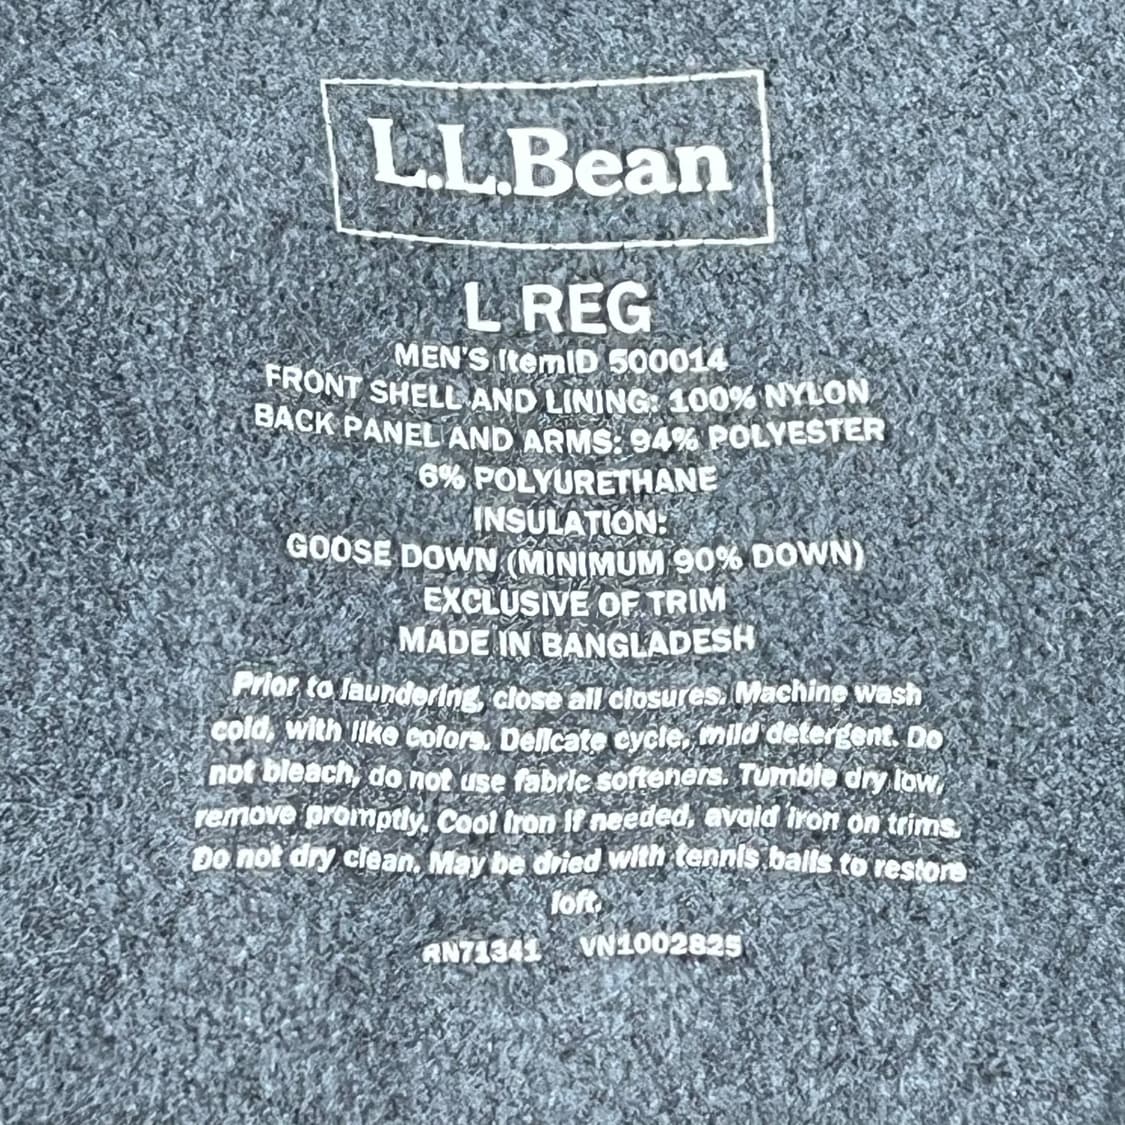 L.L.Bean
L REG
MEN'S ItemID 500014
FRONT SHELL AND LINING: 100% NYLON
BACK PANEL AND ARMS: 94% POLYESTER
6% POLYURETHANE
INSULATION:
GOOSE DOWN (MINIMUM 90% DOWN)
EXCLUSIVE OF TRIM
MADE IN BANGLADESH
Prior to laundering, close all closures. Machine wash
cold, with like colors. Delicate cycle, mild detergent. Do
not bleach, do not use fabric softeners. Tumble dry low,
remove promptly. Cool iron if needed, avoid iron on trims.
Do not dry clean. May be dried with tennis balls to restore
loft.
RN71341 VN1002825